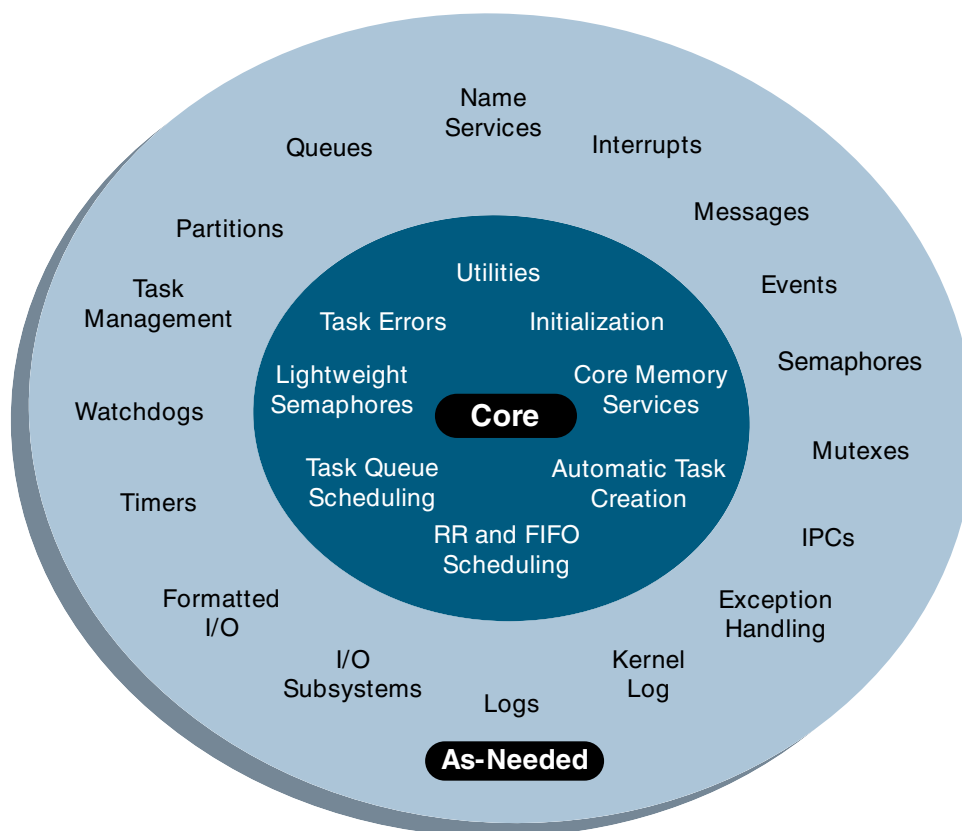 Name
Services
Queues
Interrupts
Messages
Partitions
Utilities
Events
Task
Management
Task Errors
Initialization
Semaphores
Lightweight
Semaphores
Core Memory
Services
Core
Watchdogs
Mutexes
Task Queue
Scheduling
Automatic Task
Creation
Timers
RR and FIFO
Scheduling
IPCs
Formatted
I/O
Exception
Handling
I/O
Subsystems
Kernel
Log
Logs
As-Needed